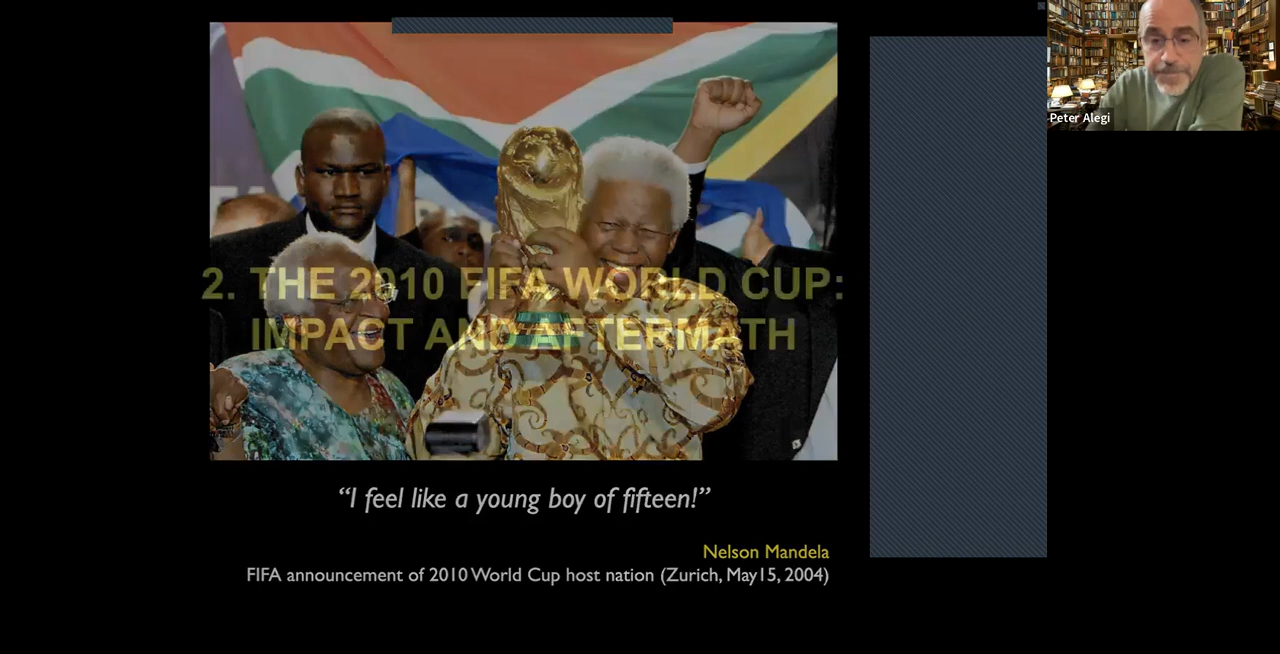 Peter Alegi
2. THE 2010 FIFA WORLD CUP:
IMPACT AND AFTERMATH
“I feel like a young boy of fifteen!”
Nelson Mandela
FIFA announcement of 2010 World Cup host nation (Zurich, May15, 2004)